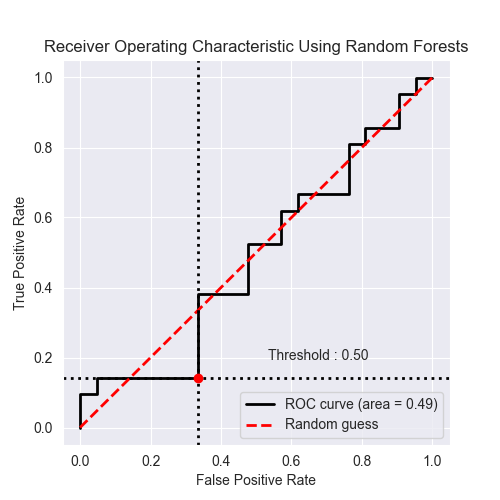 Receiver Operating Characteristic Using Random Forests
1.0
0.8
0.6
0.4
0.2
0.0
True Positive Rate
Threshold : 0.50
ROC curve (area = 0.49)
Random guess
0.0 0.2 0.4 0.6 0.8 1.0
False Positive Rate